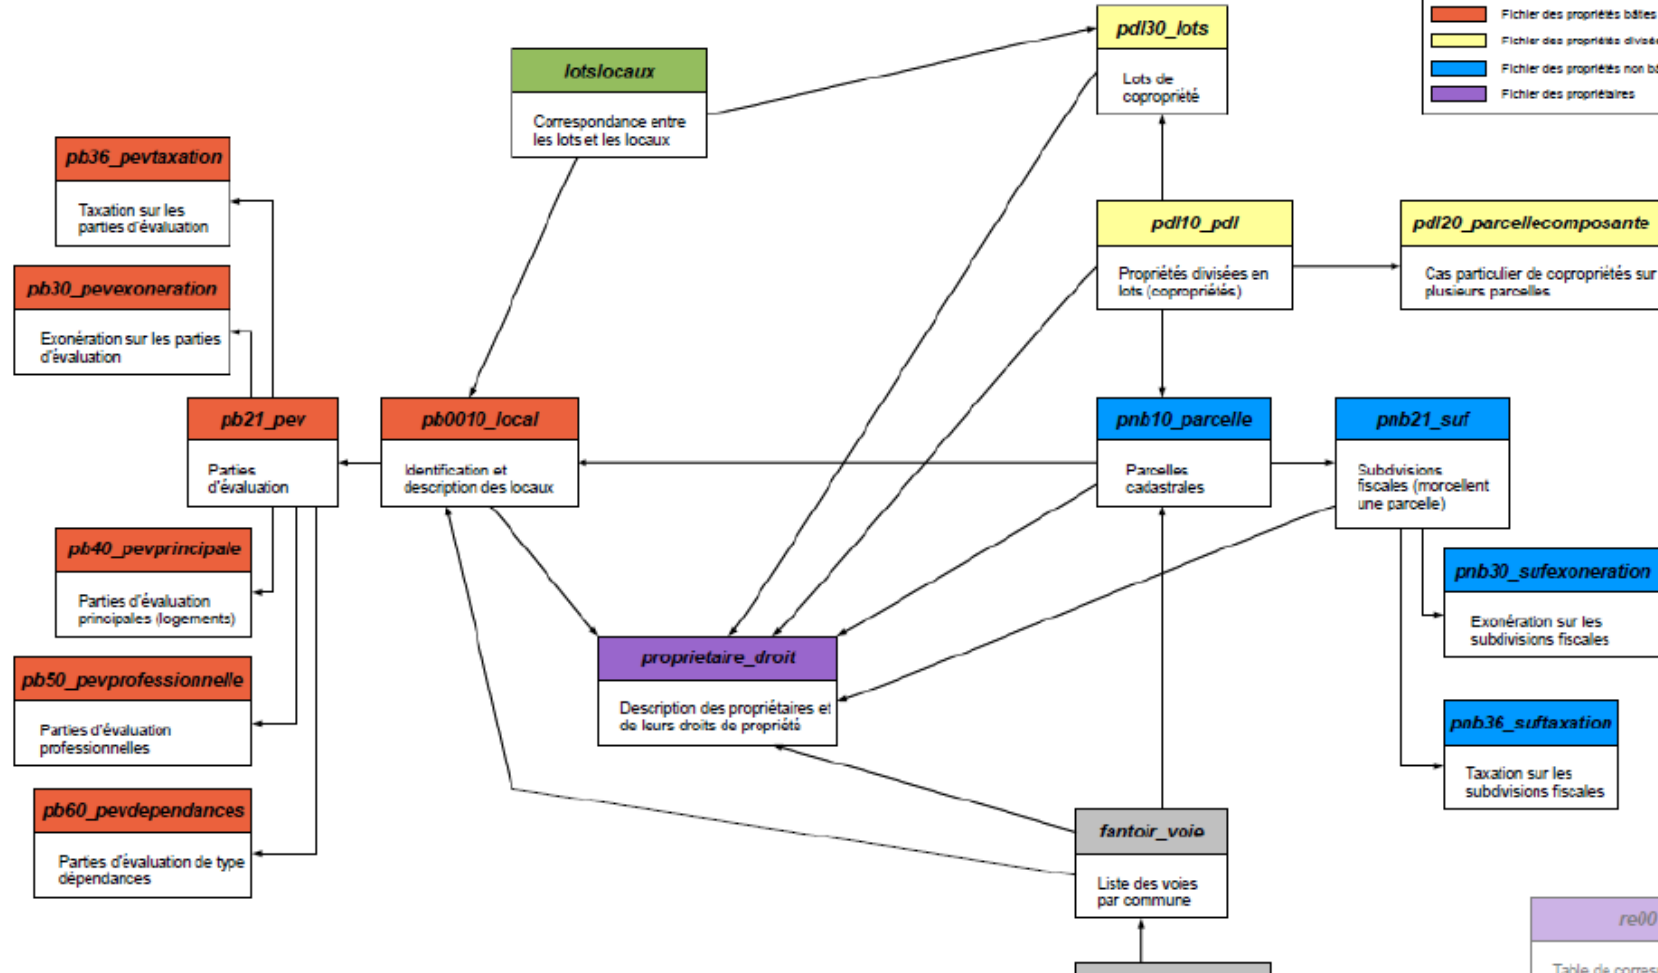 Fichier des propriétés bâties
Fichier des propriétés divisé
Fichier des propriétés non bâ
Fichier des propriétaires
pdl30_lots
Lots de
copropriété
lotslocaux
Correspondance entre
les lots et les locaux
pb36_pevtaxation
Taxation sur les
parties d'évaluation
pdl10_pdl
Propriétés divisées en
lots (copropriétés)
pdl20_parcellecomposante
Cas particulier de copropriétés sur
plusieurs parcelles
pb30_pevexoneration
Exonération sur les parties
d'évaluation
pb21_pev
Parties
d'évaluation
pb0010_local
Identification et
description des locaux
pnb10_parcelle
Parcelles
cadastrales
pnb21_suf
Subdivisions
fiscales (morcellent
une parcelle)
pb40_pevprincipale
Parties d'évaluation
principales (logements)
pnb30_sufexoneration
Exonération sur les
subdivisions fiscales
proprietaire_droit
Description des propriétaires et
de leurs droits de propriété
pb50_pevprofessionnelle
Parties d'évaluation
professionnelles
pnb36_suftaxation
Taxation sur les
subdivisions fiscales
pb60_pevdependances
Parties d'évaluation de type
dépendances
fantoir_voie
Liste des voies
par commune
re00
Table de corres